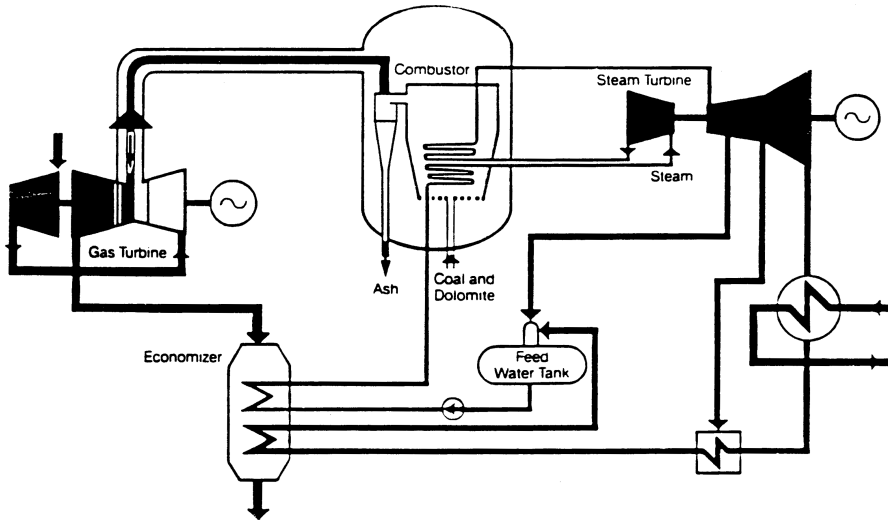 Combustor
Steam Turbine
Steam
Gas Turbine
Ash
Coal and
Dolomite
Economizer
Feed
Water Tank